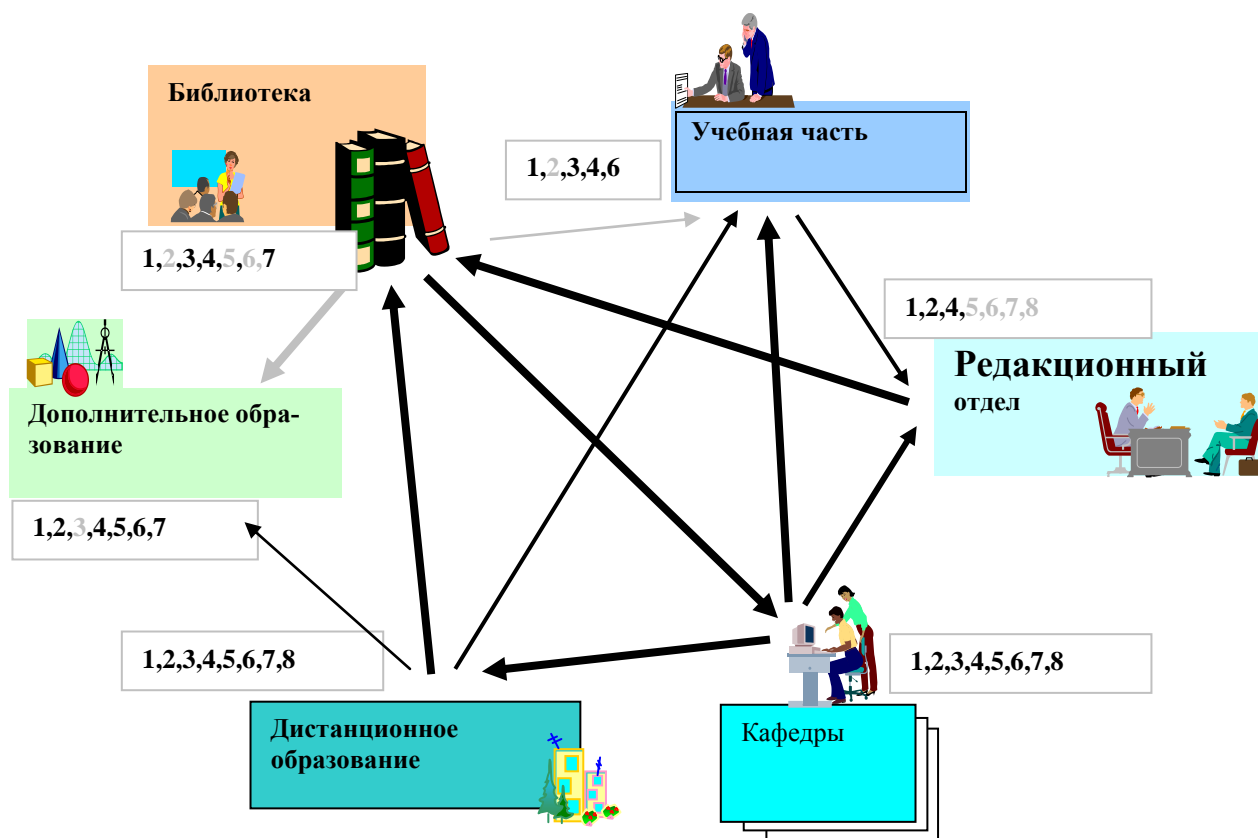 Библиотека
Учебная часть
1,2,3,4,6
1,2,3,4,5,6,7
1,2,4,5,6,7,8
Редакционный
отдел
Дополнительное обра-
зование
1,2,3,4,5,6,7
1,2,3,4,5,6,7,8
1,2,3,4,5,6,7,8
Дистанционное
образование
Кафедры